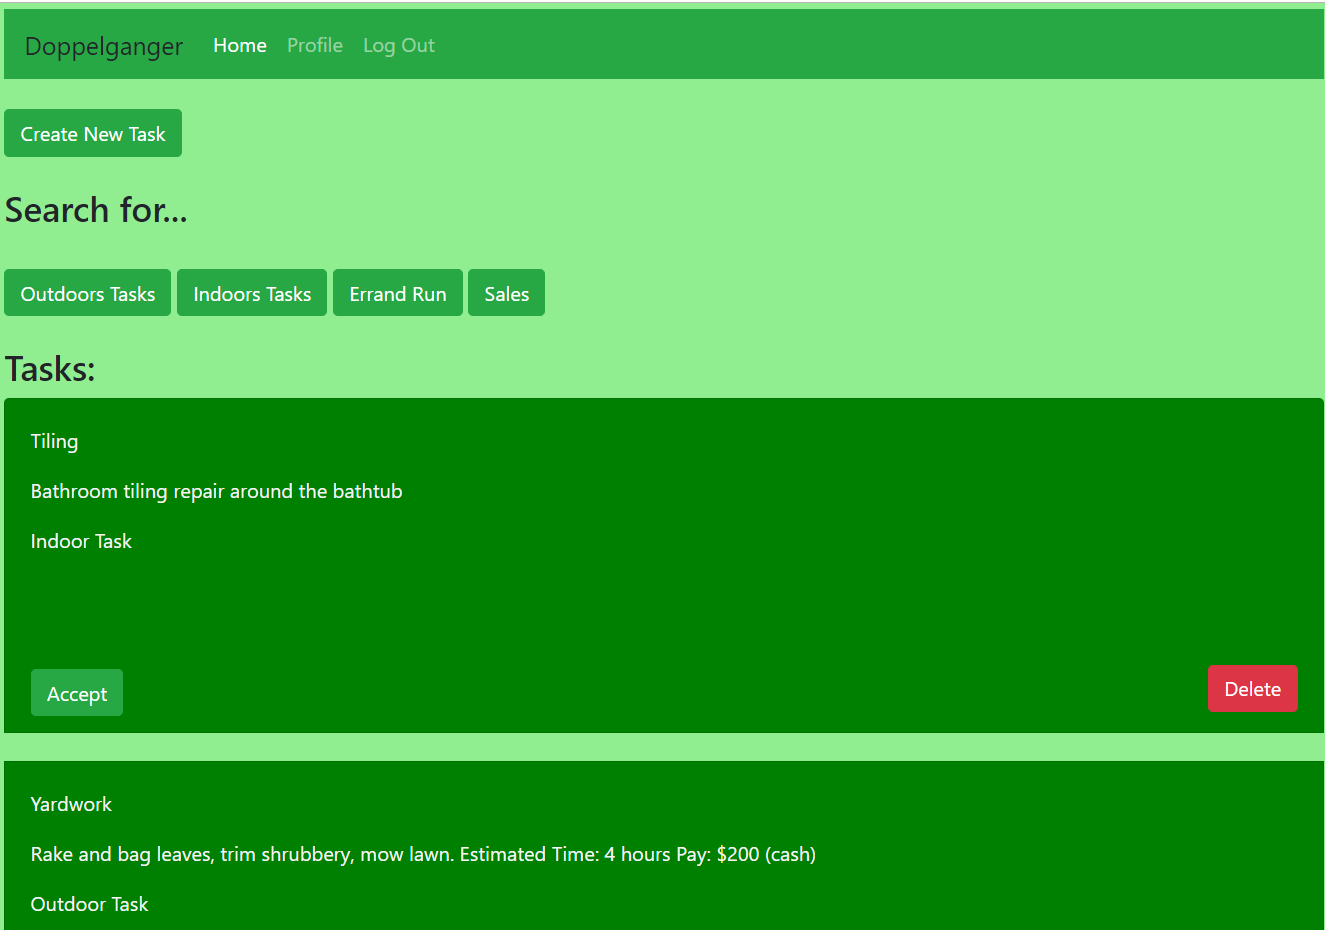 Doppelganger Home Profile Log Out
Create New Task
Search for...
Outdoors Tasks Indoors Tasks Errand Run Sales
Tasks:
Tiling
Bathroom tiling repair around the bathtub
Indoor Task
Accept Delete
Yardwork
Rake and bag leaves, trim shrubbery, mow lawn. Estimated Time: 4 hours Pay: $200 (cash)
Outdoor Task